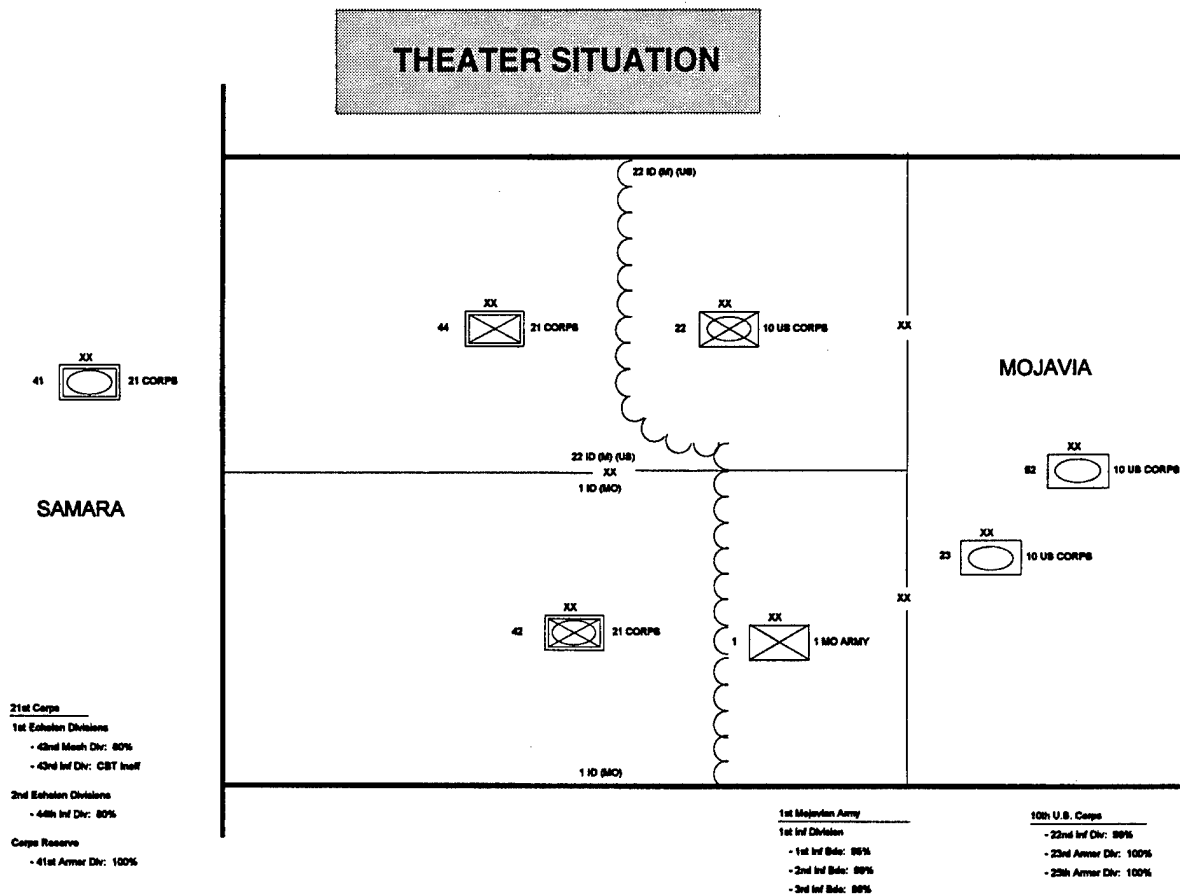 THEATER SITUATION
22 ID (M) (US)
XX
44 21 CORPS
XX
22 10 US CORPS
XX
MOJAVIA
XX
41 21 CORPS
22 ID (M) (US)
XX
1 ID (MO)
XX
52 10 US CORPS
SAMARA
XX
23 10 US CORPS
XX
XX
42 21 CORPS
XX
1 1 MO ARMY
1 ID (MO)
21st Corps
1st Echelon Divisions
- 42nd Mech Div: 80%
- 43rd Inf Div: CBT Ineff
2nd Echelon Divisions
- 44th Inf Div: 80%
Corps Reserve
- 41st Armor Div: 100%
1st Mojavian Army
1st Inf Division
- 1st Inf Bde:
- 2nd Inf Bde:
- 3rd Inf Bde:
10th U.S. Corps
- 22nd Inf Div:
- 23rd Armor Div: 100%
- 25th Armor Div: 100%